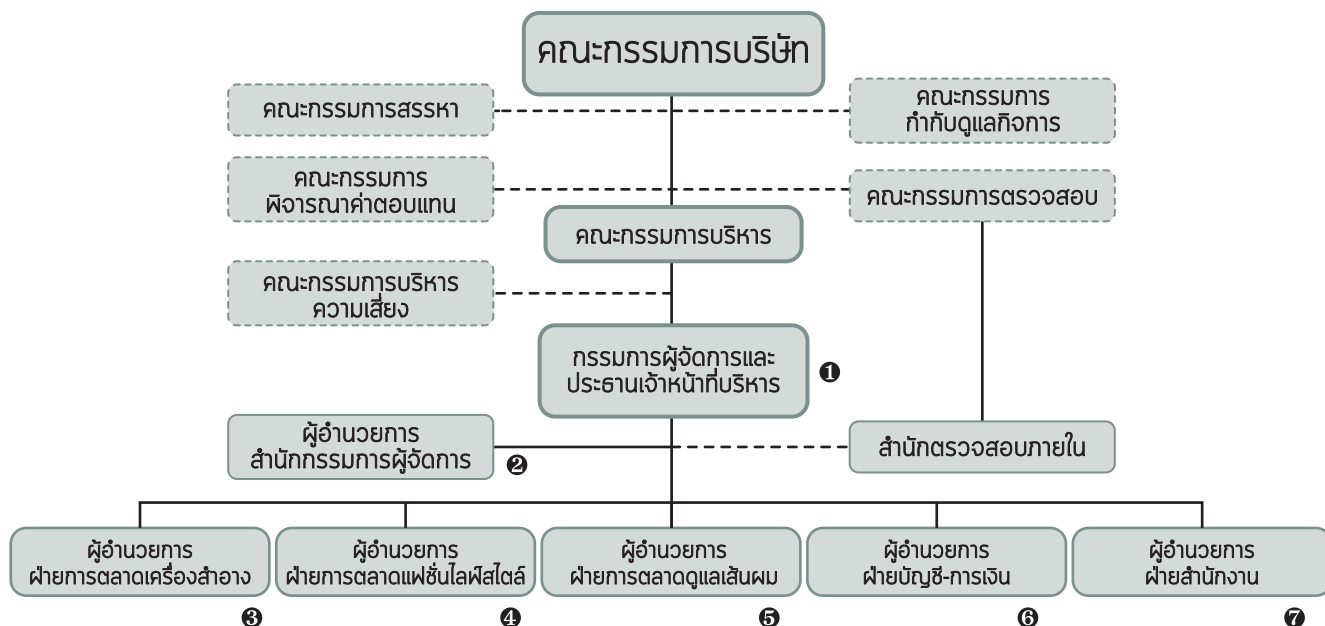 คณะกรรมการบริษัท
คณะกรรมการสรรหา
คณะกรรมการ
กำกับดูแลกิจการ
คณะกรรมการ
พิจารณาค่าตอบแทน
คณะกรรมการตรวจสอบ
คณะกรรมการบริหาร
คณะกรรมการบริหาร
ความเสี่ยง
กรรมการผู้จัดการและ
ประธานเจ้าหน้าที่บริหาร
❶
ผู้อำนวยการ
สำนักกรรมการผู้จัดการ
❷
สำนักตรวจสอบภายใน
ผู้อำนวยการ
ฝ่ายการตลาดเครื่องสำอาง
❸
ผู้อำนวยการ
ฝ่ายการตลาดแฟชั่นไลฟ์สไตล์
❹
ผู้อำนวยการ
ฝ่ายการตลาดดูแลเส้นผม
❺
ผู้อำนวยการ
ฝ่ายบัญชี-การเงิน
❻
ผู้อำนวยการ
ฝ่ายสำนักงาน
❼